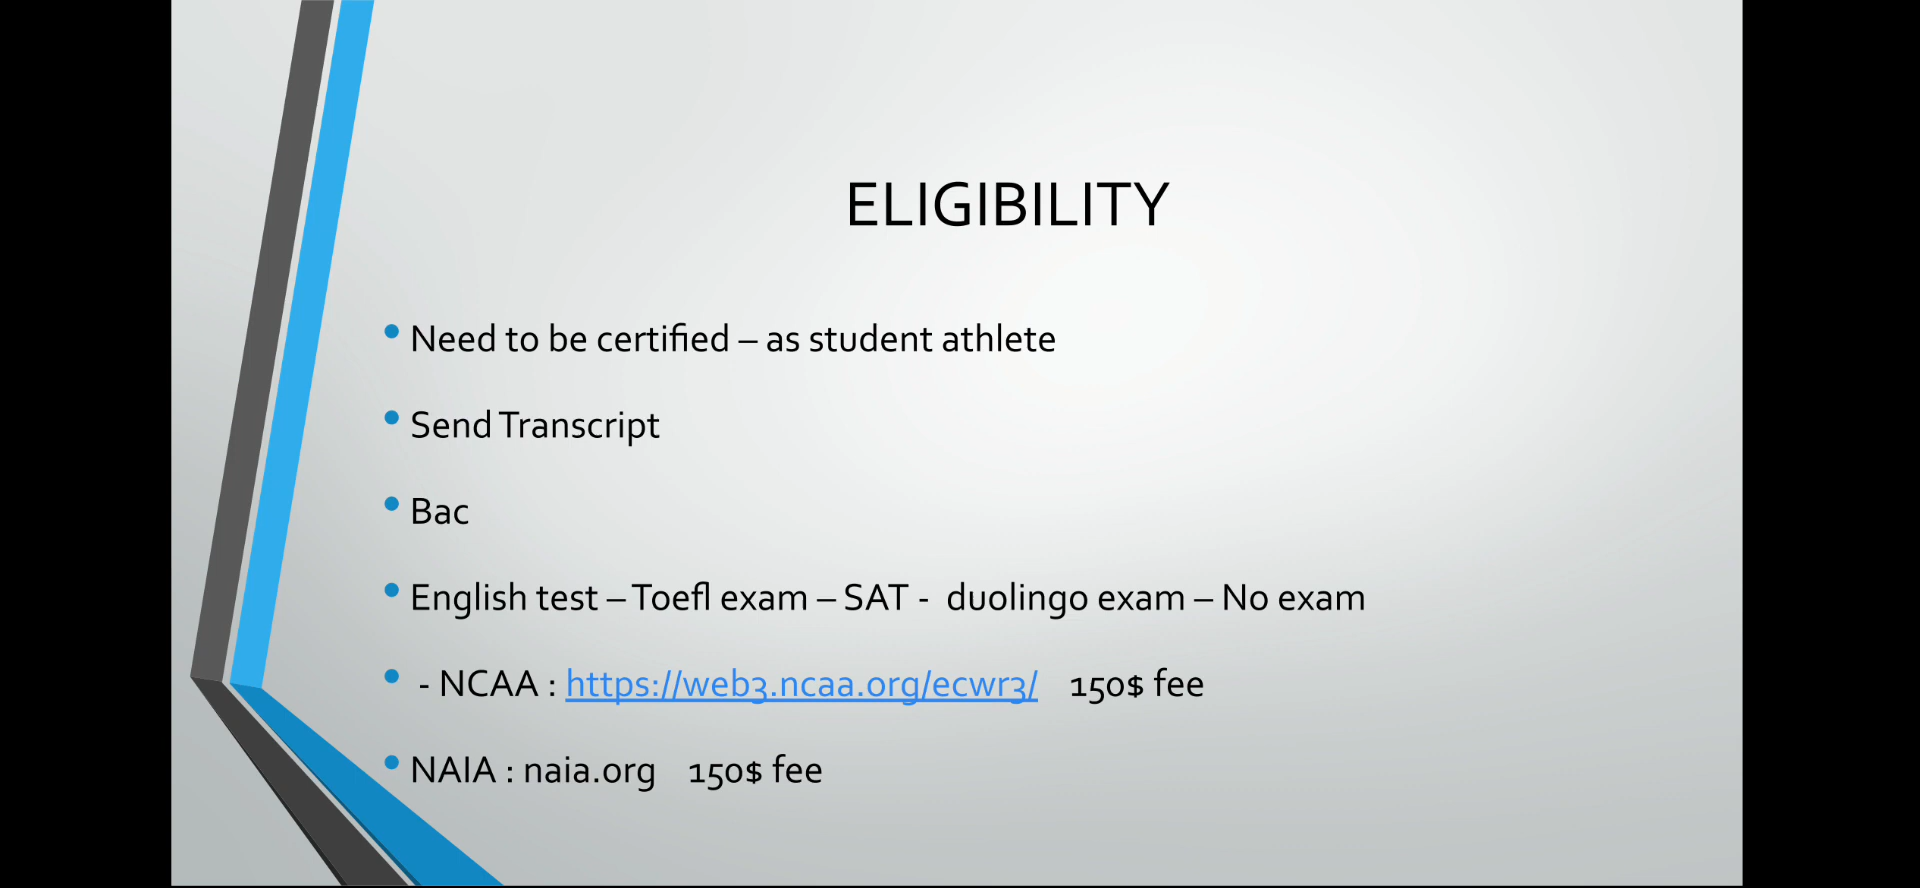 ELIGIBILITY
• Need to be certified – as student athlete
• Send Transcript
• Bac
• English test – Toefl exam – SAT - duolingo exam – No exam
• - NCAA : https://web3.ncaa.org/ecwr3/ 150$ fee
• NAIA : naia.org 150$ fee